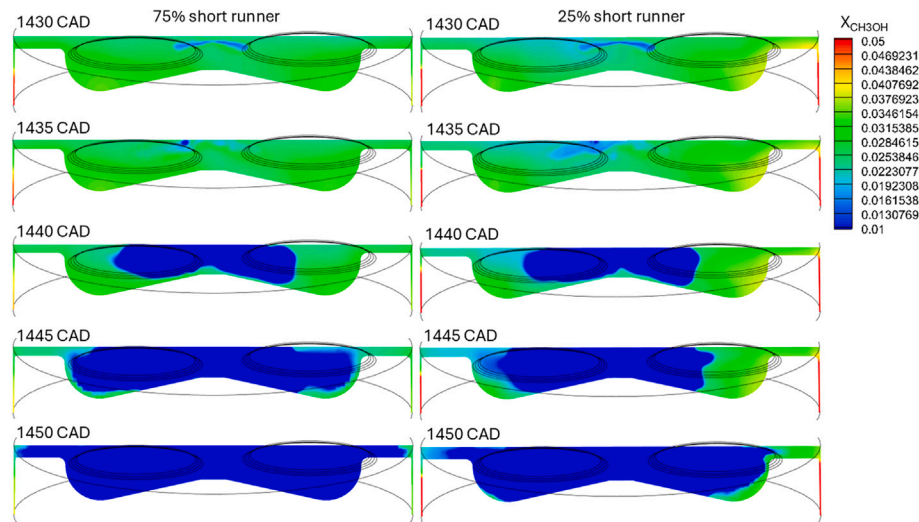 75% short runner
25% short runner
X_CH3OH
1430 CAD
1430 CAD
0.05
0.0469231
0.0438462
0.0407692
0.0376923
0.0346154
0.0315385
0.0284615
0.0253846
0.0223077
0.0192308
0.0161538
0.0130769
0.01
1435 CAD
1435 CAD
1440 CAD
1440 CAD
1445 CAD
1445 CAD
1450 CAD
1450 CAD